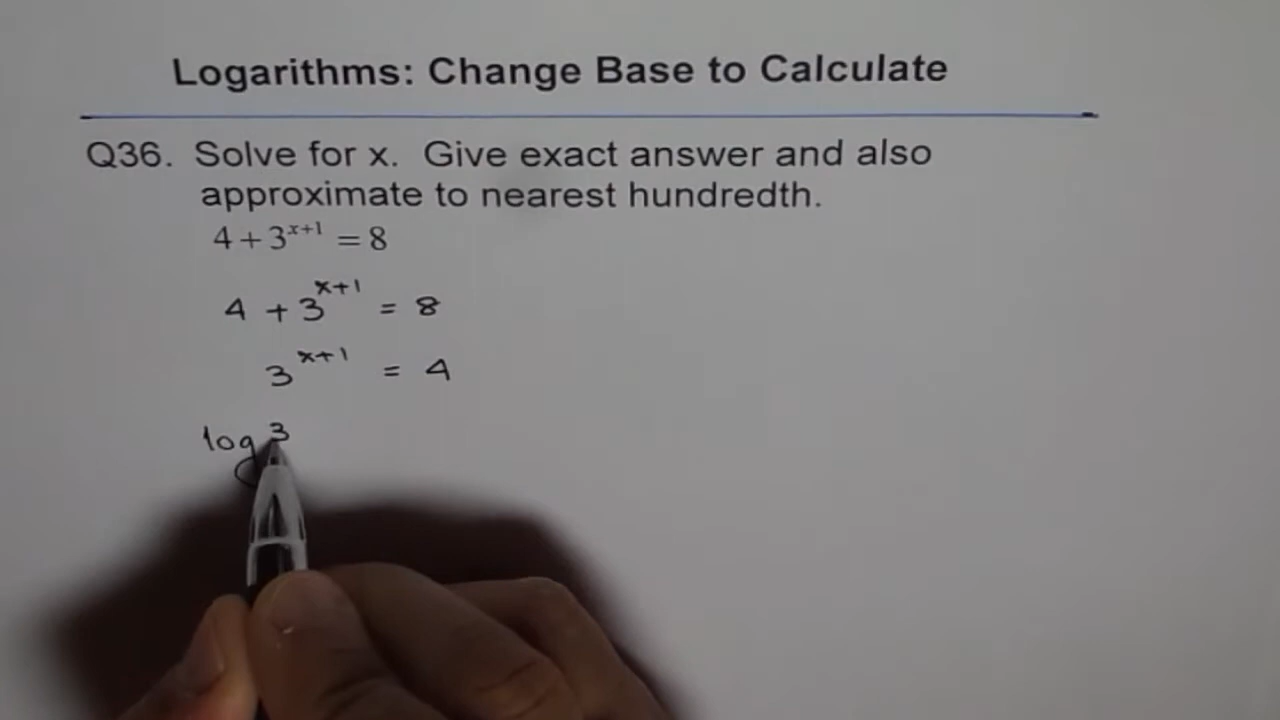 Logarithms: Change Base to Calculate
Q36. Solve for x. Give exact answer and also
approximate to nearest hundredth.
4+3^{x+1} = 8
4 + 3^{x+1} = 8
3^{x+1} = 4
log 3